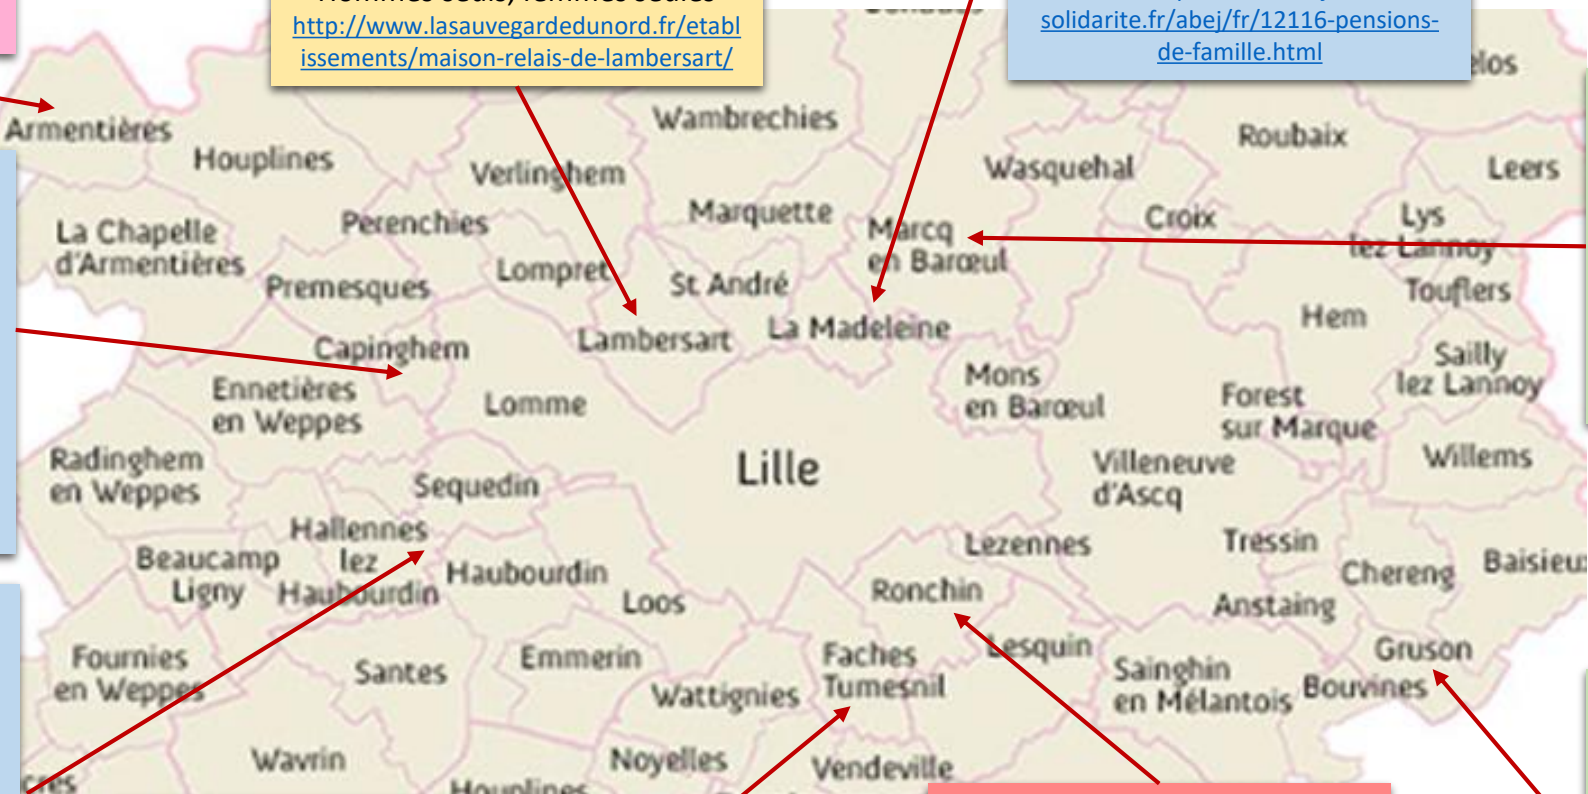 http://www.lasauvegardedunord.fr/etabl
issements/maison-relais-de-lambersart/
solidarite.fr/abej/fr/12116-pensions-
de-famille.html
Armentières
Houplines
Verlinghem
Wambrechies
Wasquehal
Roubaix
Leers
La Chapelle
d'Armentières
Perenchies
Marquette
Marcq
en Barœul
Croix
Lys
lez Lannoy
Premesques
Lompret
St André
Touflers
Capinghem
Lambersart
La Madeleine
Hem
Ennetières
en Weppes
Lomme
Mons
en Barœul
Forest
sur Marque
Sailly
lez Lannoy
Radinghem
en Weppes
Sequedin
Lille
Villeneuve
d'Ascq
Willems
Hallennes
lez
Haubourdin
Beaucamp
Ligny
Haubourdin
Loos
Lezennes
Ronchin
Tressin
Chereng
Baisieu
Anstaing
Fournies
en Weppes
Santes
Emmerin
Wattignies
Faches
Tumesnil
Lesquin
Sainghin
en Mélantois
Bouvines
Gruson
Wavrin
Noyelles
Vendeville
Houplines